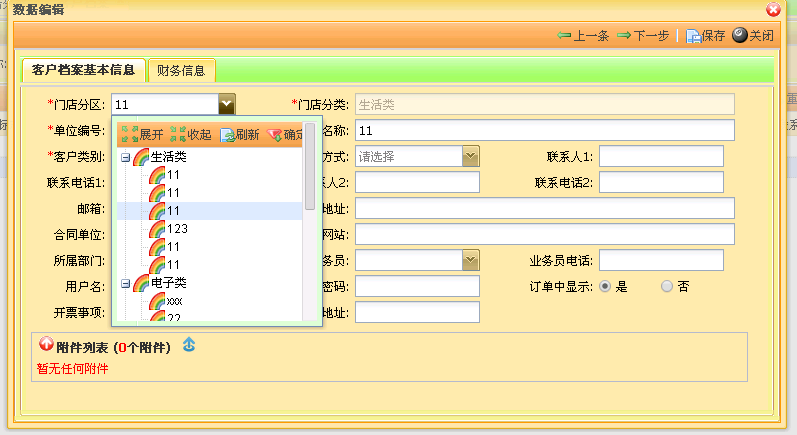 数据编辑
上一条 下一步 保存 关闭
客户档案基本信息 财务信息
*门店分区: 11 *门店分类: 生活类
*单位编号: 名称: 11
*客户类别: 方式: 请选择 联系人1:
联系电话1: 人2: 联系电话2:
邮箱: 地址:
合同单位: 网站:
所属部门: 务员: 业务员电话:
用户名: 密码: 订单中显示: 是 否
开票事项: 地址:
展开 收起 刷新 确定
生活类
11
11
11
123
11
11
电子类
xxx
22
附件列表 (0个附件)
暂无任何附件